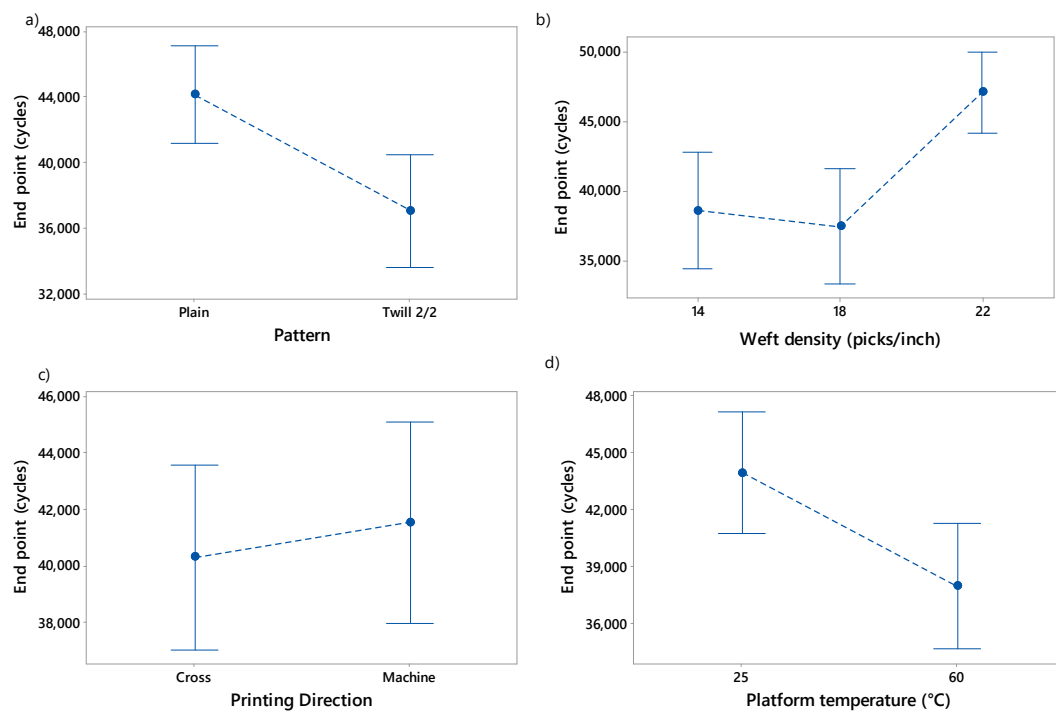 a)
48,000
44,000
40,000
36,000
32,000
End point (cycles)
Plain
Twill 2/2
Pattern
b)
50,000
45,000
40,000
35,000
End point (cycles)
14
18
22
Weft density (picks/inch)
c)
46,000
44,000
42,000
40,000
38,000
End point (cycles)
Cross
Machine
Printing Direction
d)
48,000
45,000
42,000
39,000
36,000
End point (cycles)
25
60
Platform temperature (°C)